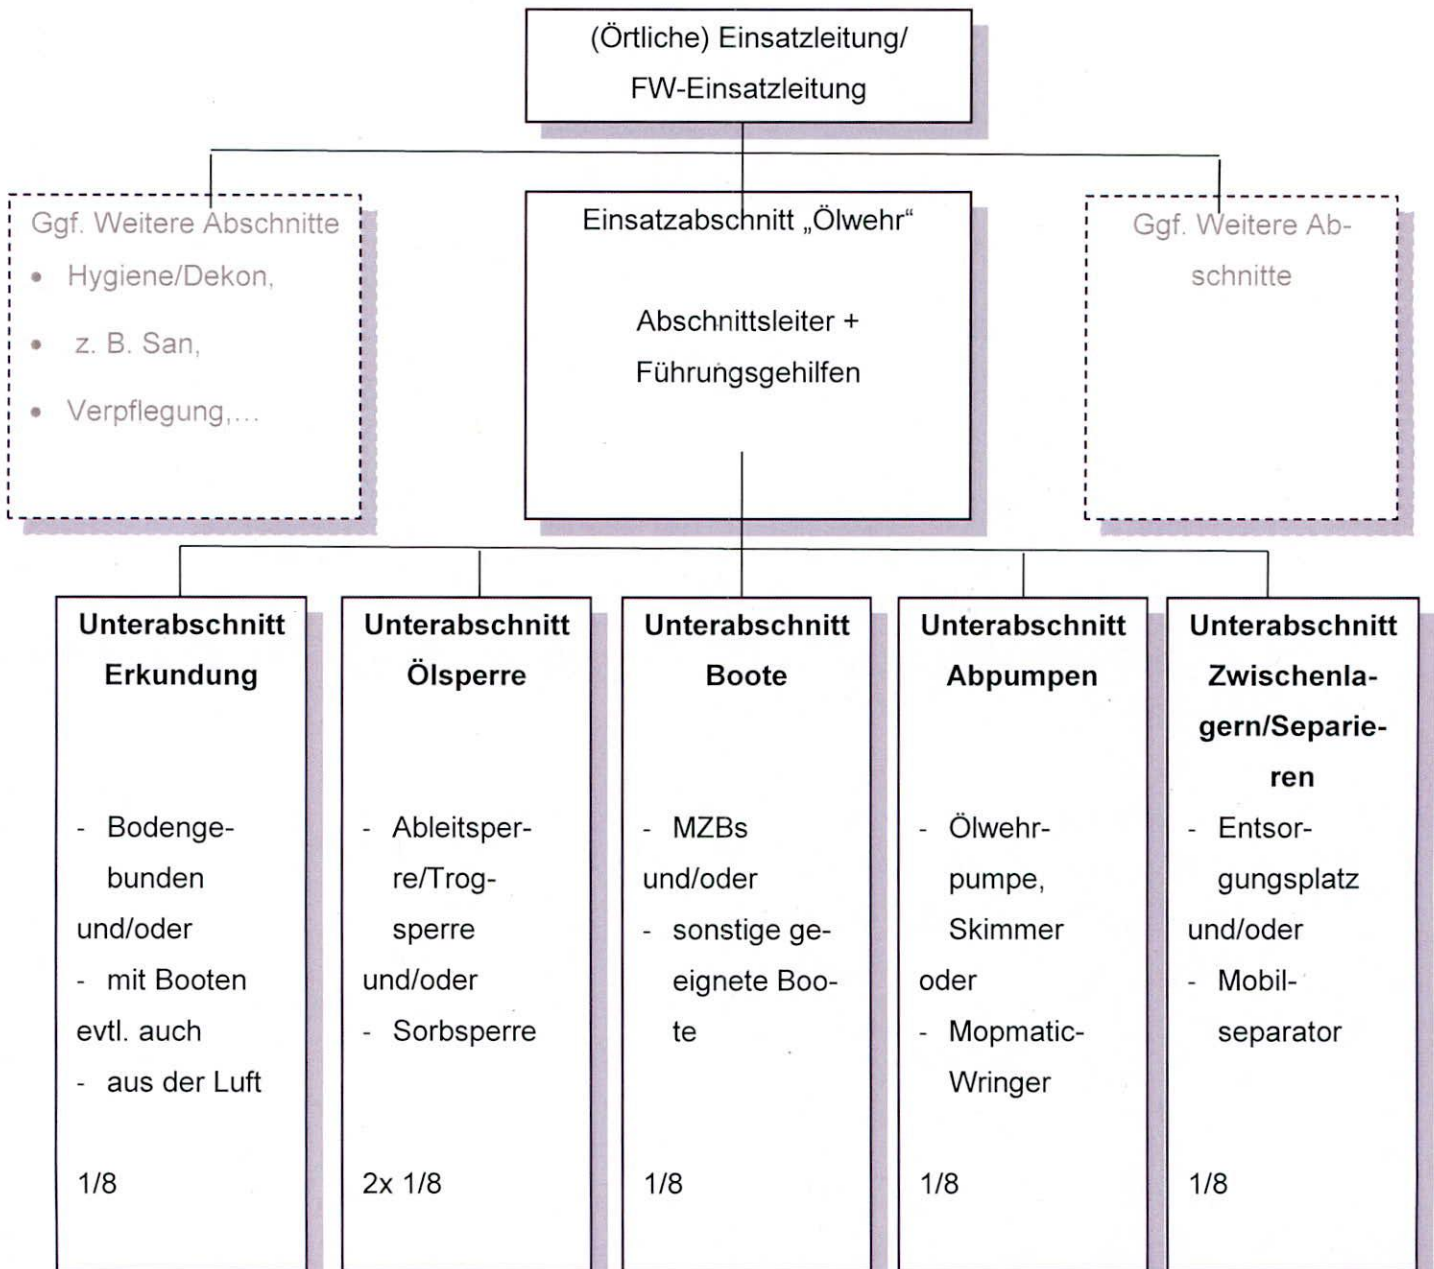 (Örtliche) Einsatzleitung/
FW-Einsatzleitung
Ggf. Weitere Abschnitte
• Hygiene/Dekon,
• z. B. San,
• Verpflegung,...
Einsatzabschnitt „Ölwehr“
Abschnittsleiter +
Führungsgehilfen
Ggf. Weitere Ab-
schnitte
Unterabschnitt
Erkundung
- Bodenge-
bunden
und/oder
- mit Booten
evtl. auch
- aus der Luft
1/8
Unterabschnitt
Ölsperre
- Ableitsper-
re/Trog-
sperre
und/oder
- Sorbsperre
2x 1/8
Unterabschnitt
Boote
- MZBs
und/oder
- sonstige ge-
eignete Boo-
te
1/8
Unterabschnitt
Abpumpen
- Ölwehr-
pumpe,
Skimmer
oder
- Mopmatic-
Wringer
1/8
Unterabschnitt
Zwischenla-
gern/Separie-
ren
- Entsor-
gungsplatz
und/oder
- Mobil-
separator
1/8